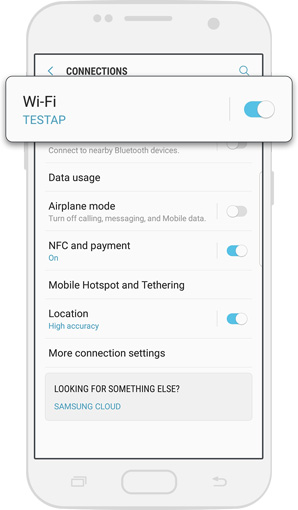 CONNECTIONS
Wi-Fi
TESTAP
Connect to nearby Bluetooth devices.
Data usage
Airplane mode
Turn off calling, messaging, and Mobile data.
NFC and payment
On
Mobile Hotspot and Tethering
Location
High accuracy
More connection settings
LOOKING FOR SOMETHING ELSE?
SAMSUNG CLOUD